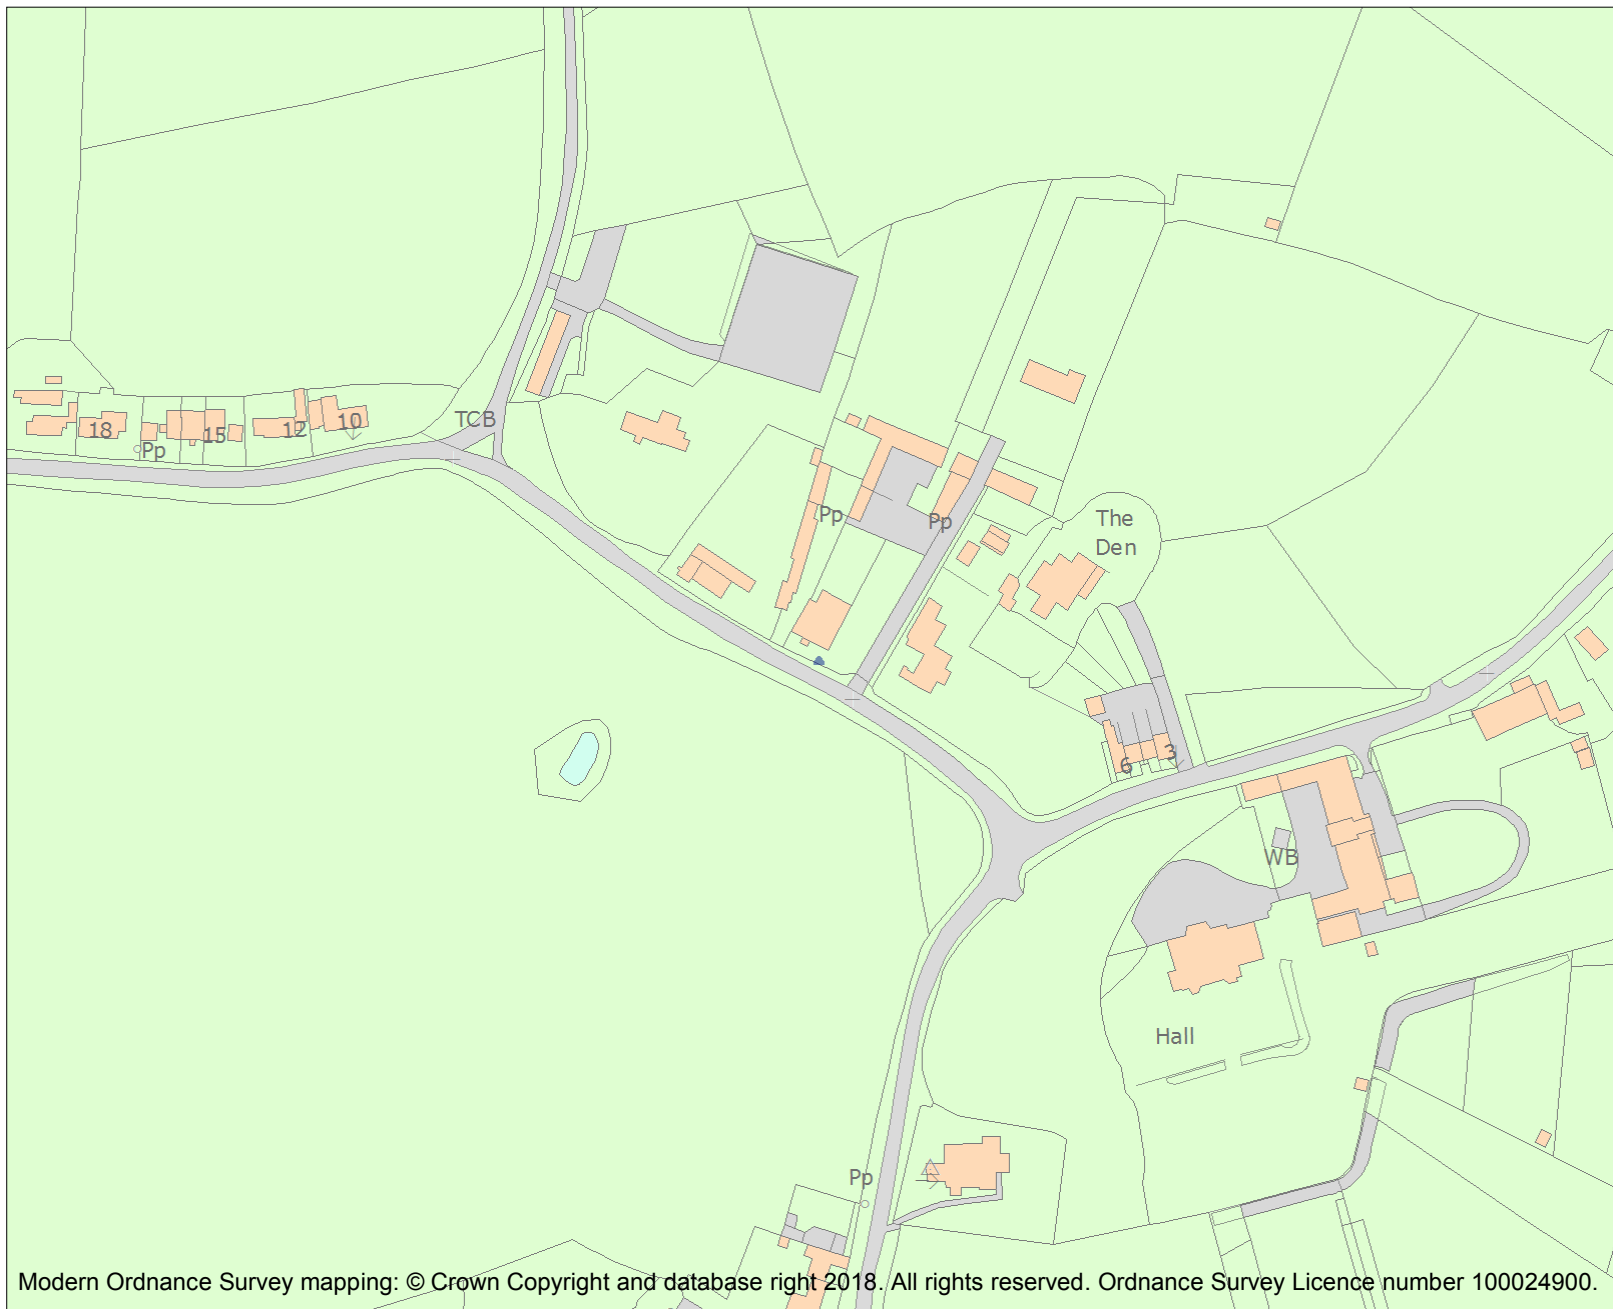 TCB
18
15
12
10
Pp
Pp
Pp
The
Den
6
3
WB
Hall
Pp
Modern Ordnance Survey mapping: © Crown Copyright and database right 2018. All rights reserved. Ordnance Survey Licence number 100024900.